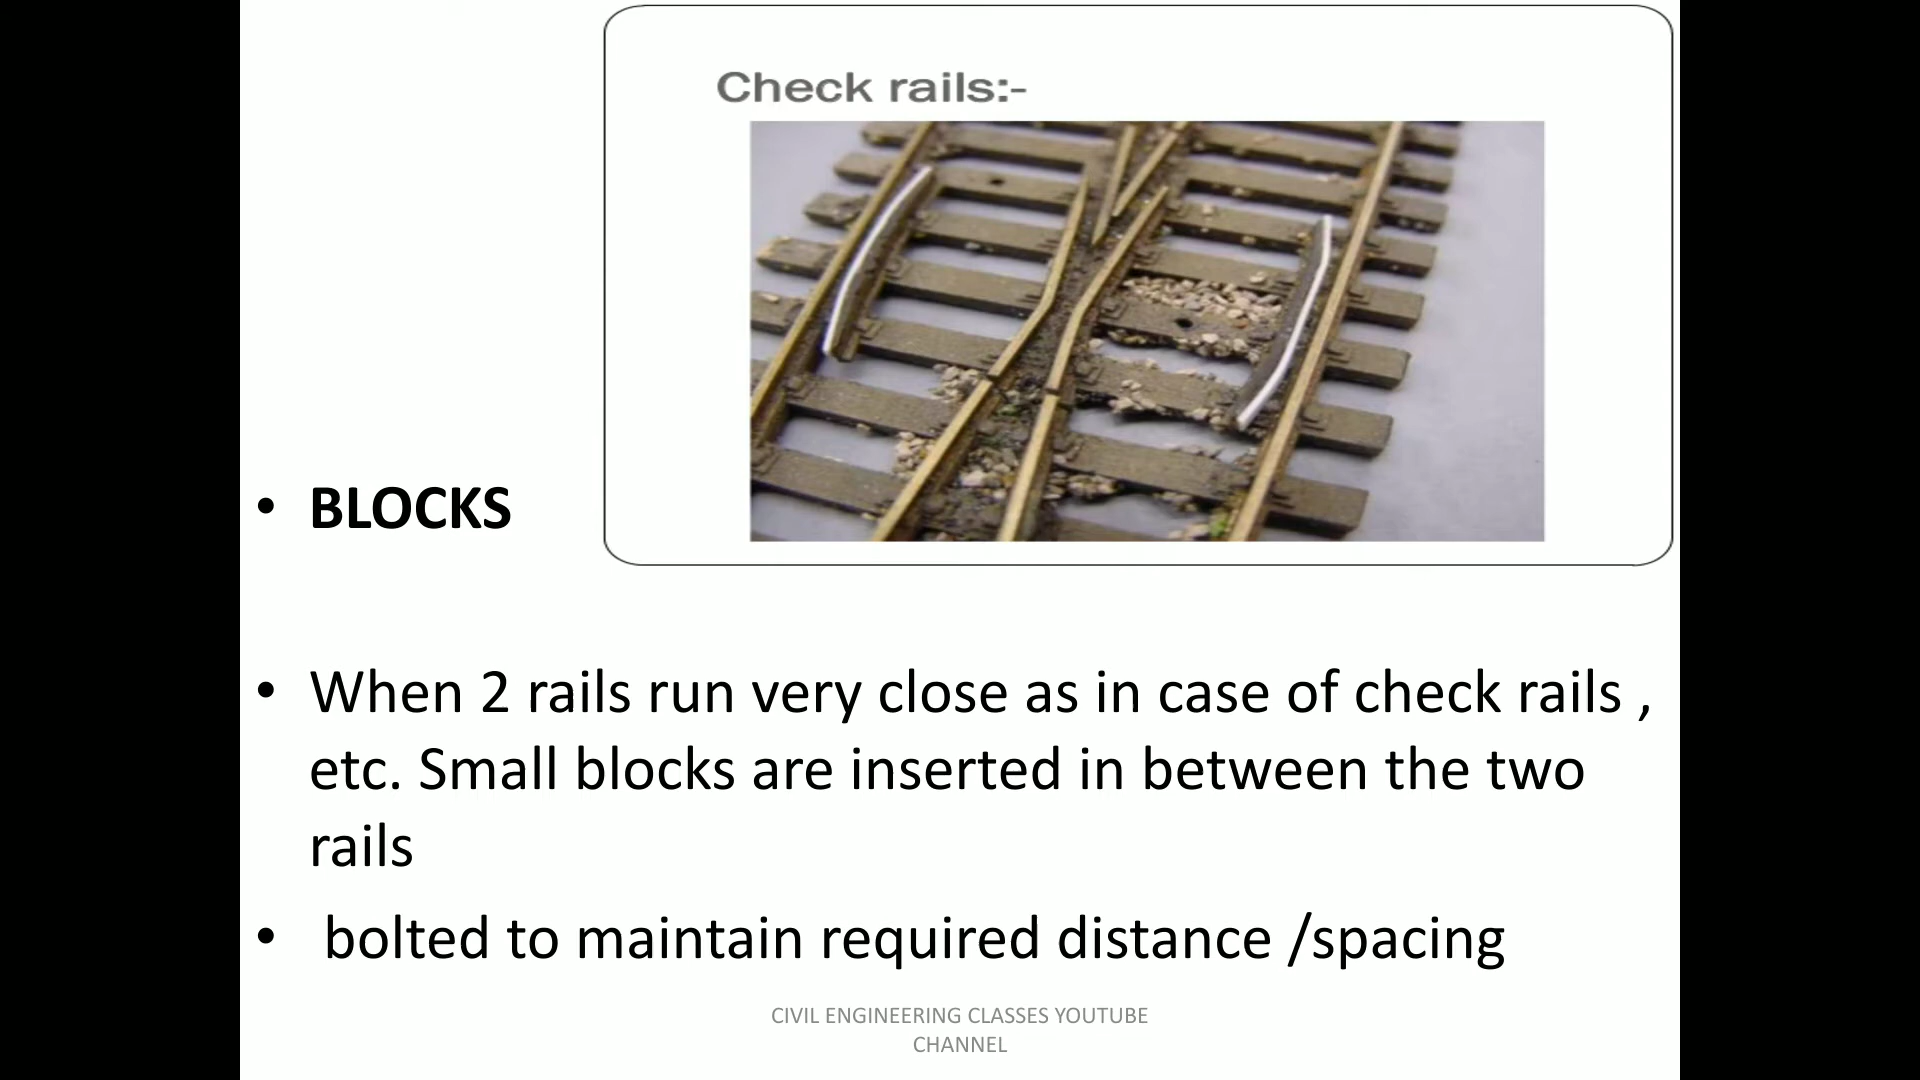 Check rails:-
• BLOCKS
• When 2 rails run very close as in case of check rails ,
etc. Small blocks are inserted in between the two
rails
• bolted to maintain required distance /spacing
CIVIL ENGINEERING CLASSES YOUTUBE
CHANNEL